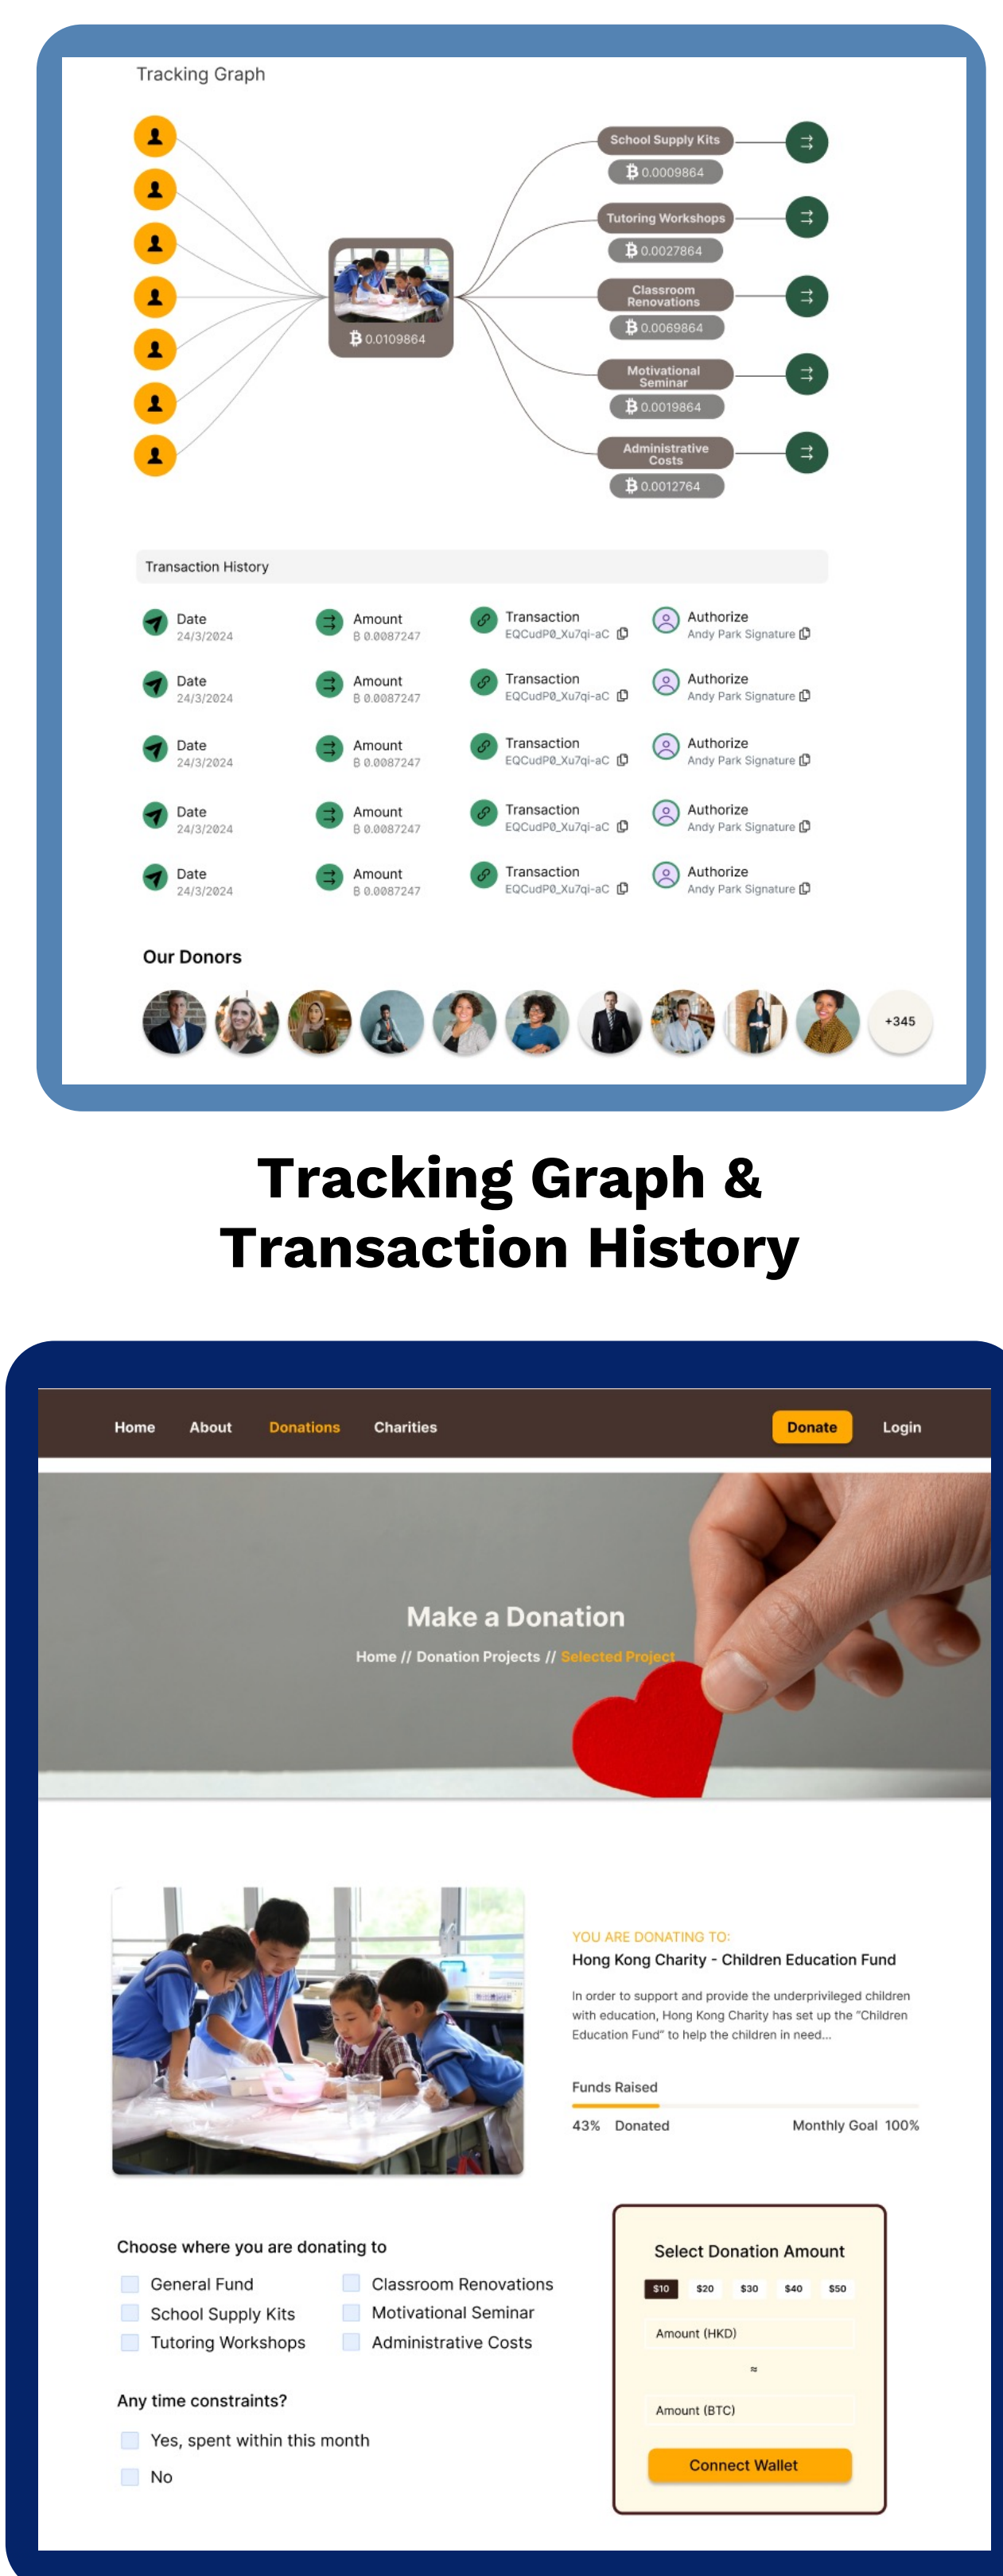 Tracking Graph
School Supply Kits
₿ 0.0009864
Tutoring Workshops
₿ 0.0027864
Classroom
Renovations
₿ 0.0069864
₿ 0.0109864
Motivational
Seminar
₿ 0.0019864
Administrative
Costs
₿ 0.0012764
Transaction History
Date Amount Transaction Authorize
24/3/2024 ₿ 0.0087247 EQCudP0_Xu7qi-aC Andy Park Signature
Date Amount Transaction Authorize
24/3/2024 ₿ 0.0087247 EQCudP0_Xu7qi-aC Andy Park Signature
Date Amount Transaction Authorize
24/3/2024 ₿ 0.0087247 EQCudP0_Xu7qi-aC Andy Park Signature
Date Amount Transaction Authorize
24/3/2024 ₿ 0.0087247 EQCudP0_Xu7qi-aC Andy Park Signature
Date Amount Transaction Authorize
24/3/2024 ₿ 0.0087247 EQCudP0_Xu7qi-aC Andy Park Signature
Our Donors
+345
Tracking Graph &
Transaction History
Home About Donations Charities Donate Login
Make a Donation
Home // Donation Projects // Selected Project
YOU ARE DONATING TO:
Hong Kong Charity - Children Education Fund
In order to support and provide the underprivileged children
with education, Hong Kong Charity has set up the "Children
Education Fund" to help the children in need...
Funds Raised
43% Donated Monthly Goal 100%
Choose where you are donating to
General Fund Classroom Renovations
School Supply Kits Motivational Seminar
Tutoring Workshops Administrative Costs
Any time constraints?
Yes, spent within this month
No
Select Donation Amount
$10 $20 $30 $40 $50
Amount (HKD)
≈
Amount (BTC)
Connect Wallet